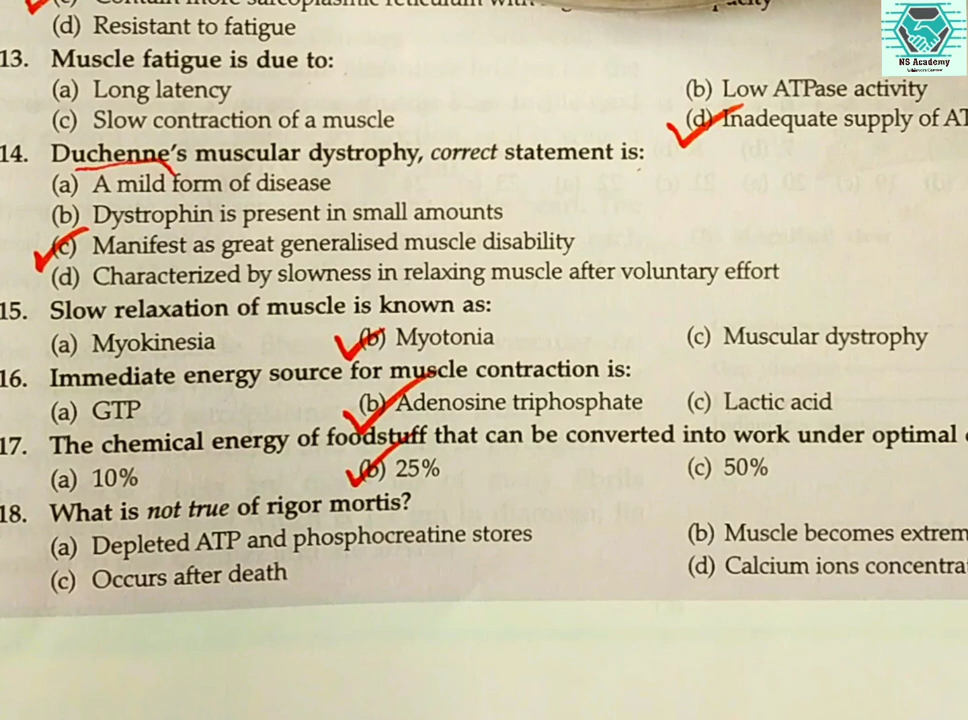 (d) Resistant to fatigue
13. Muscle fatigue is due to:
(a) Long latency (b) Low ATPase activity
(c) Slow contraction of a muscle (d) Inadequate supply of AT
14. Duchenne's muscular dystrophy, correct statement is:
(a) A mild form of disease
(b) Dystrophin is present in small amounts
(c) Manifest as great generalised muscle disability
(d) Characterized by slowness in relaxing muscle after voluntary effort
15. Slow relaxation of muscle is known as:
(a) Myokinesia (b) Myotonia (c) Muscular dystrophy
16. Immediate energy source for muscle contraction is:
(a) GTP (b) Adenosine triphosphate (c) Lactic acid
17. The chemical energy of foodstuff that can be converted into work under optimal
(a) 10% (b) 25% (c) 50%
18. What is not true of rigor mortis?
(a) Depleted ATP and phosphocreatine stores (b) Muscle becomes extrem
(c) Occurs after death (d) Calcium ions concentra
NS Academy